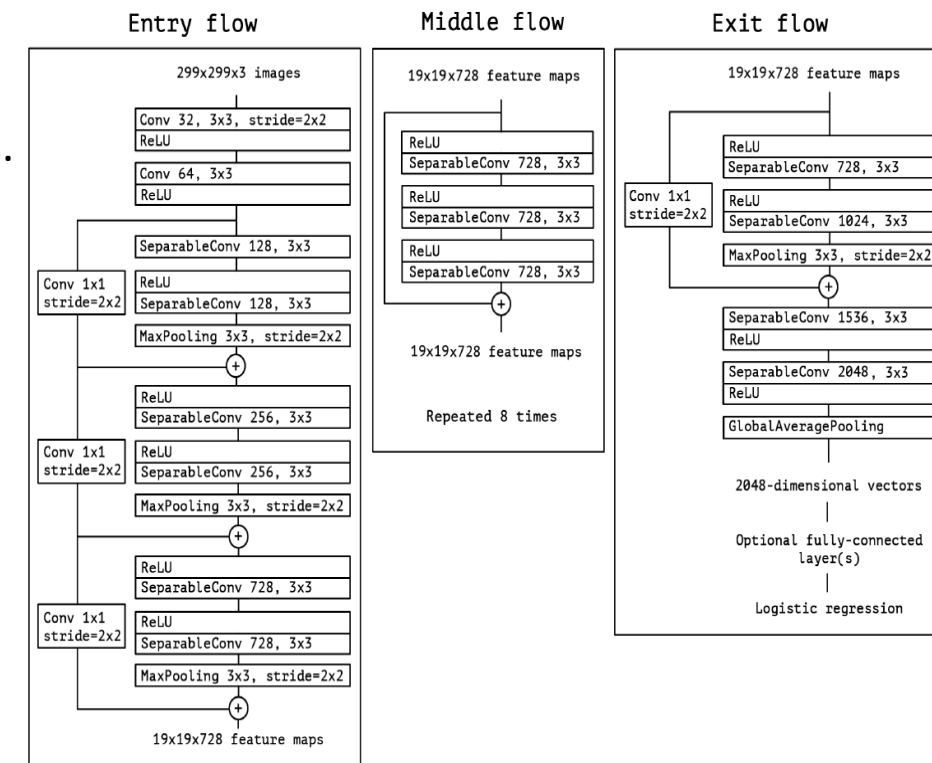 Entry flow
299x299x3 images
Conv 32, 3x3, stride=2x2
ReLU
Conv 64, 3x3
ReLU
SeparableConv 128, 3x3
Conv 1x1
stride=2x2
ReLU
SeparableConv 128, 3x3
MaxPooling 3x3, stride=2x2
+
ReLU
SeparableConv 256, 3x3
Conv 1x1
stride=2x2
ReLU
SeparableConv 256, 3x3
MaxPooling 3x3, stride=2x2
+
ReLU
SeparableConv 728, 3x3
Conv 1x1
stride=2x2
ReLU
SeparableConv 728, 3x3
MaxPooling 3x3, stride=2x2
+
19x19x728 feature maps
Middle flow
19x19x728 feature maps
ReLU
SeparableConv 728, 3x3
ReLU
SeparableConv 728, 3x3
ReLU
SeparableConv 728, 3x3
+
19x19x728 feature maps
Repeated 8 times
Exit flow
19x19x728 feature maps
ReLU
SeparableConv 728, 3x3
Conv 1x1
stride=2x2
ReLU
SeparableConv 1024, 3x3
MaxPooling 3x3, stride=2x2
+
SeparableConv 1536, 3x3
ReLU
SeparableConv 2048, 3x3
ReLU
GlobalAveragePooling
2048-dimensional vectors
Optional fully-connected
layer(s)
Logistic regression